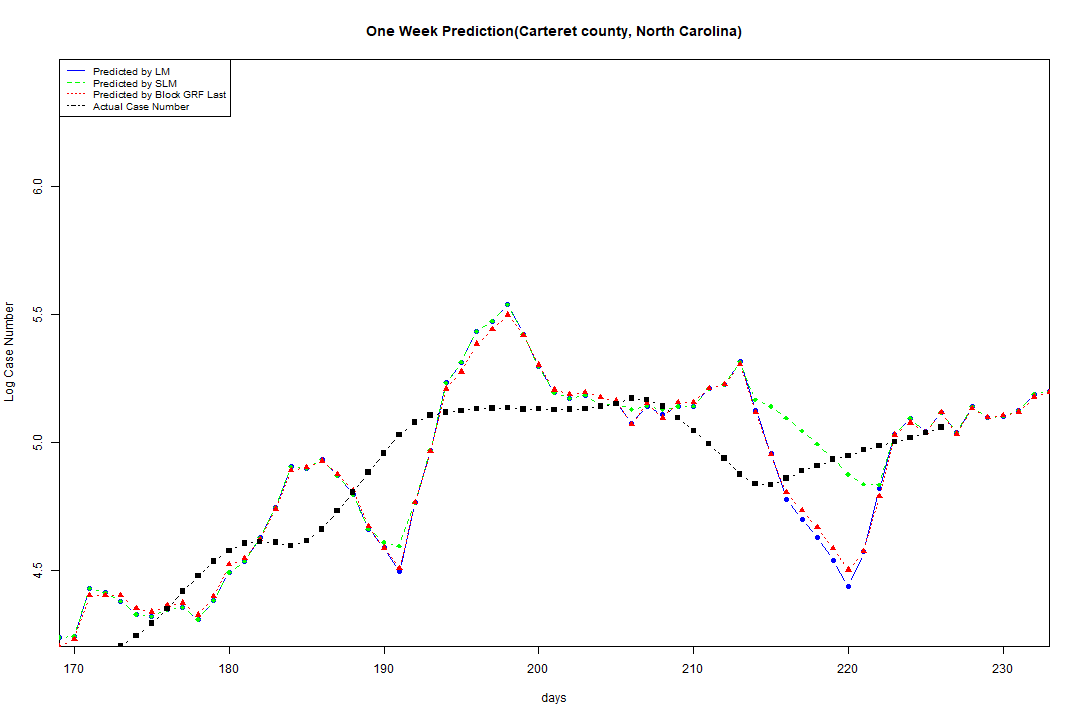 One Week Prediction(Carteret county, North Carolina)
Predicted by LM
Predicted by SLM
Predicted by Block GRF Last
Actual Case Number
6.0
5.5
5.0
4.5
Log Case Number
170 180 190 200 210 220 230
days